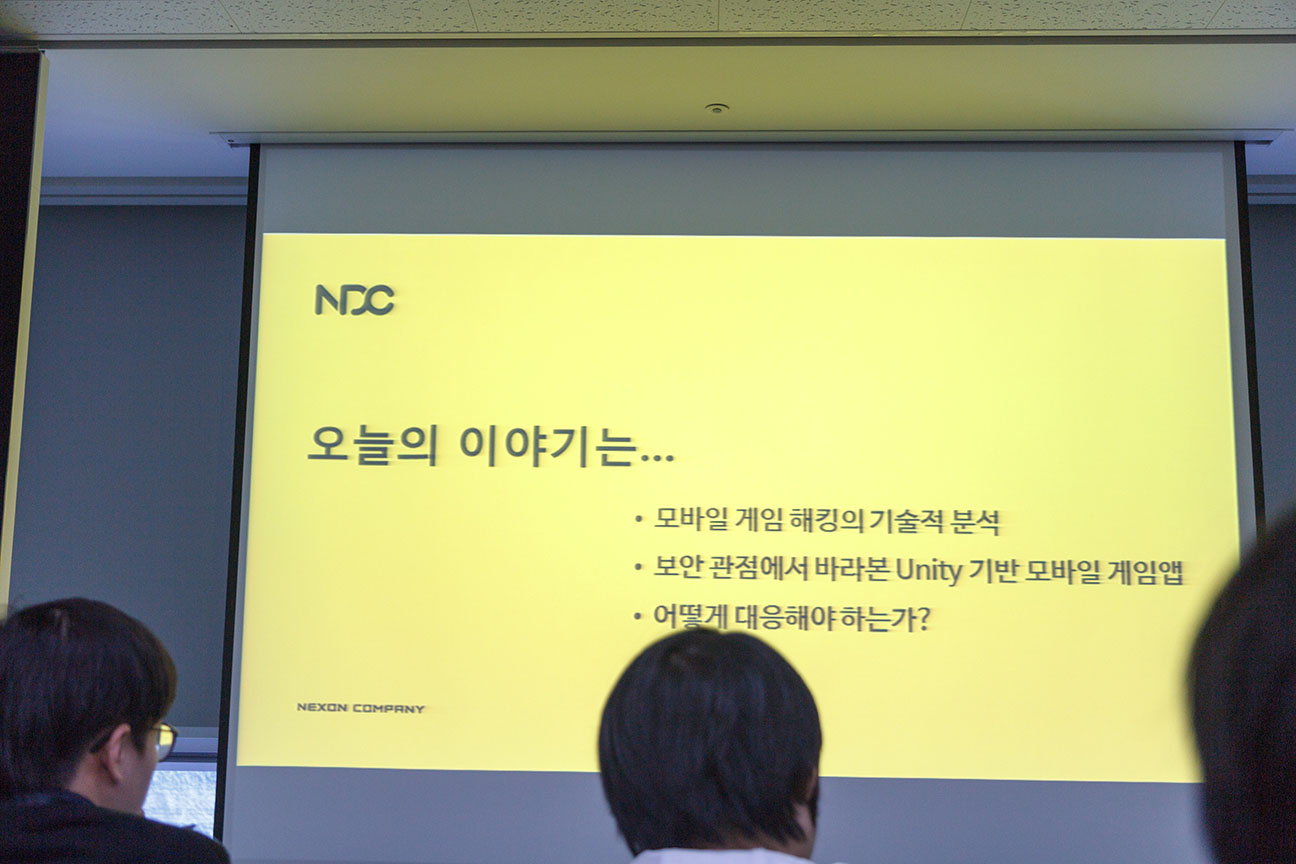 NDC
오늘의 이야기는...
• 모바일 게임 해킹의 기술적 분석
• 보안 관점에서 바라본 Unity 기반 모바일 게임앱
• 어떻게 대응해야 하는가?
NEXON COMPANY